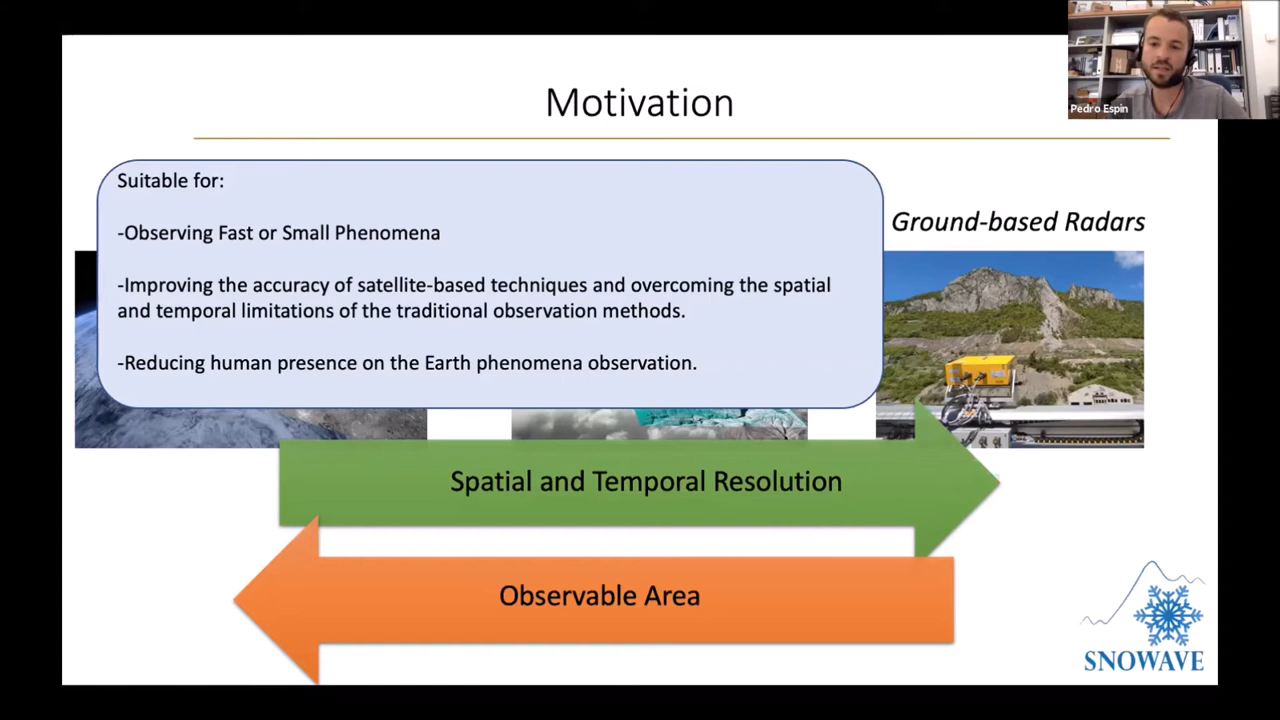 Motivation
Pedro Espin
Suitable for:
-Observing Fast or Small Phenomena
-Improving the accuracy of satellite-based techniques and overcoming the spatial
and temporal limitations of the traditional observation methods.
-Reducing human presence on the Earth phenomena observation.
Ground-based Radars
Spatial and Temporal Resolution
Observable Area
SNOWAVE